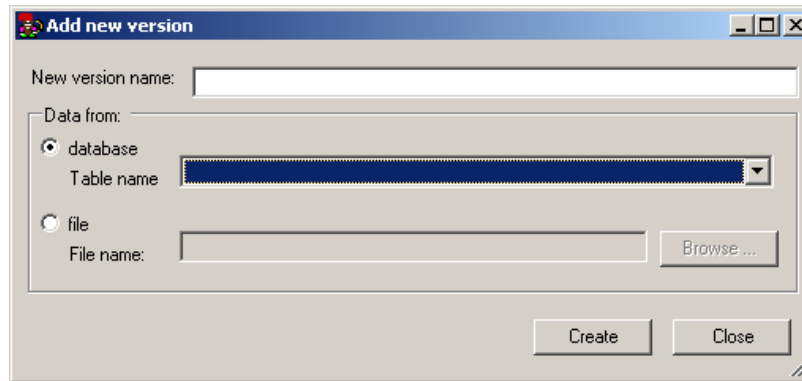 Add new version
New version name:
Data from:
database
Table name
file
File name:
Browse ...
Create Close